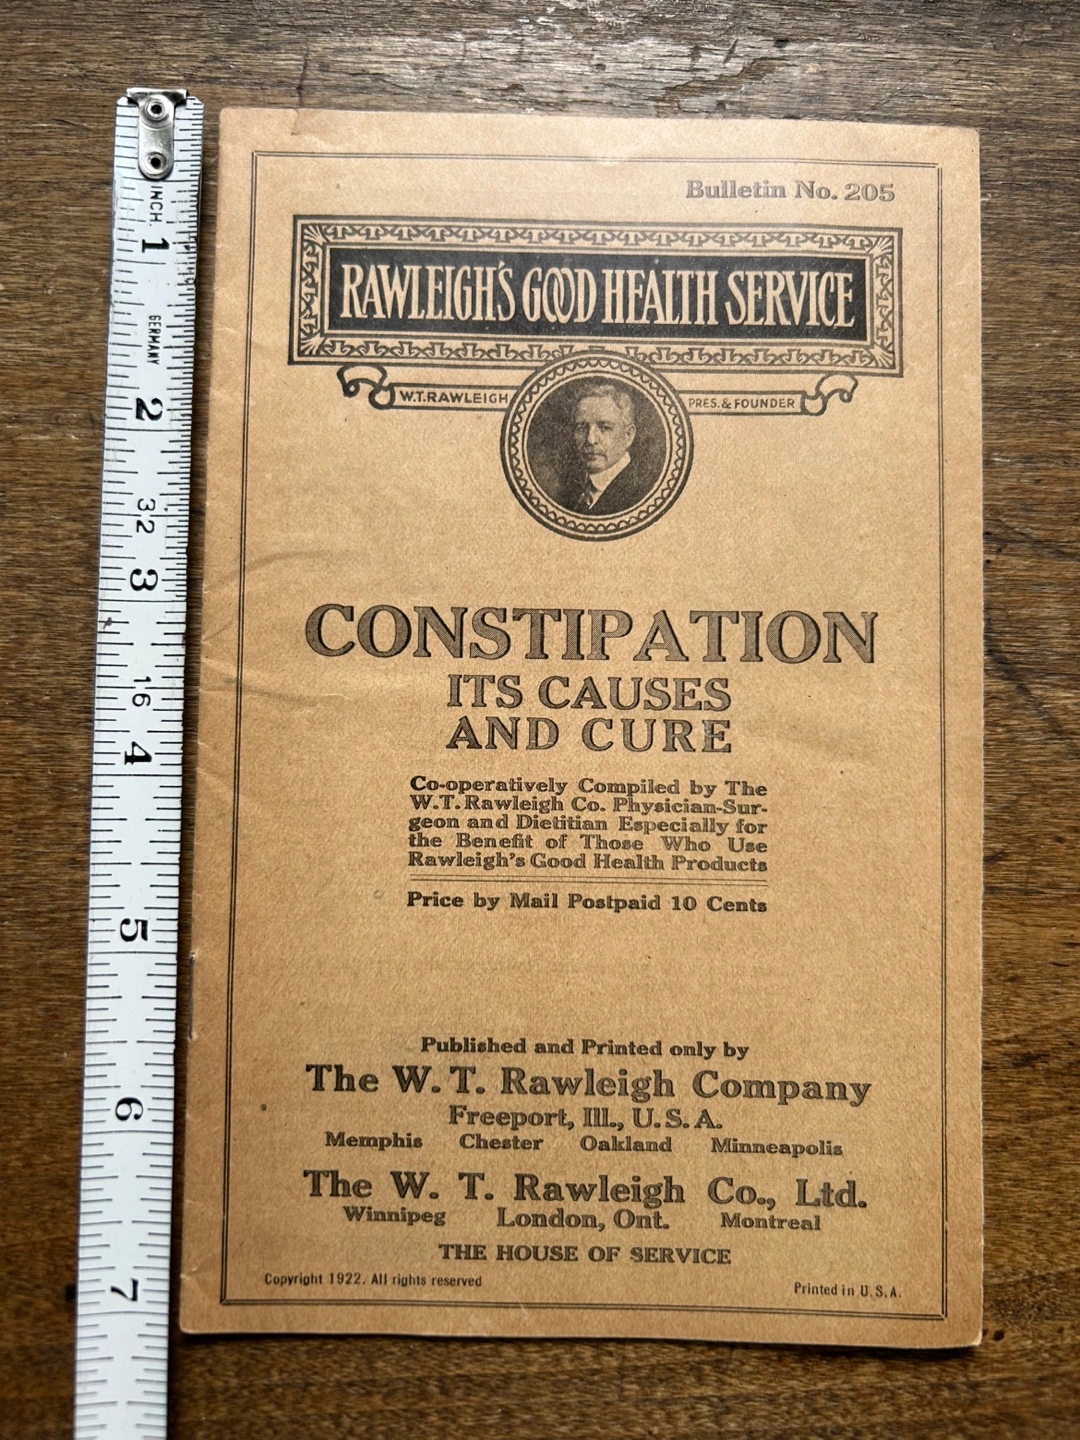 Bulletin No. 205
RAWLEIGH'S GOOD HEALTH SERVICE
W.T.RAWLEIGH PRES. & FOUNDER
CONSTIPATION
ITS CAUSES
AND CURE
Co-operatively Compiled by The
W.T. Rawleigh Co. Physician-Sur-
geon and Dietitian Especially for
the Benefit of Those Who Use
Rawleigh's Good Health Products
Price by Mail Postpaid 10 Cents
Published and Printed only by
The W. T. Rawleigh Company
Freeport, Ill., U.S.A.
Memphis Chester Oakland Minneapolis
The W. T. Rawleigh Co., Ltd.
Winnipeg London, Ont. Montreal
THE HOUSE OF SERVICE
Copyright 1922. All rights reserved
Printed in U.S.A.
INCH.
1
GERMANY
2
32
3
16
4
5
6
7